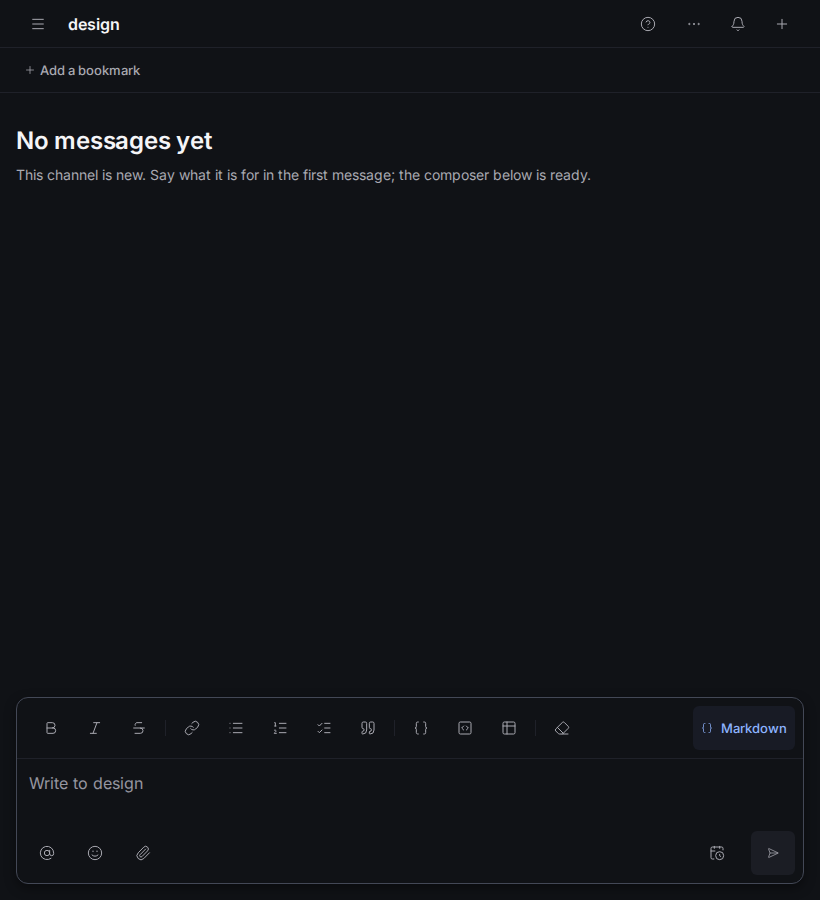 design
Add a bookmark
No messages yet
This channel is new. Say what it is for in the first message; the composer below is ready.
Markdown
Write to design